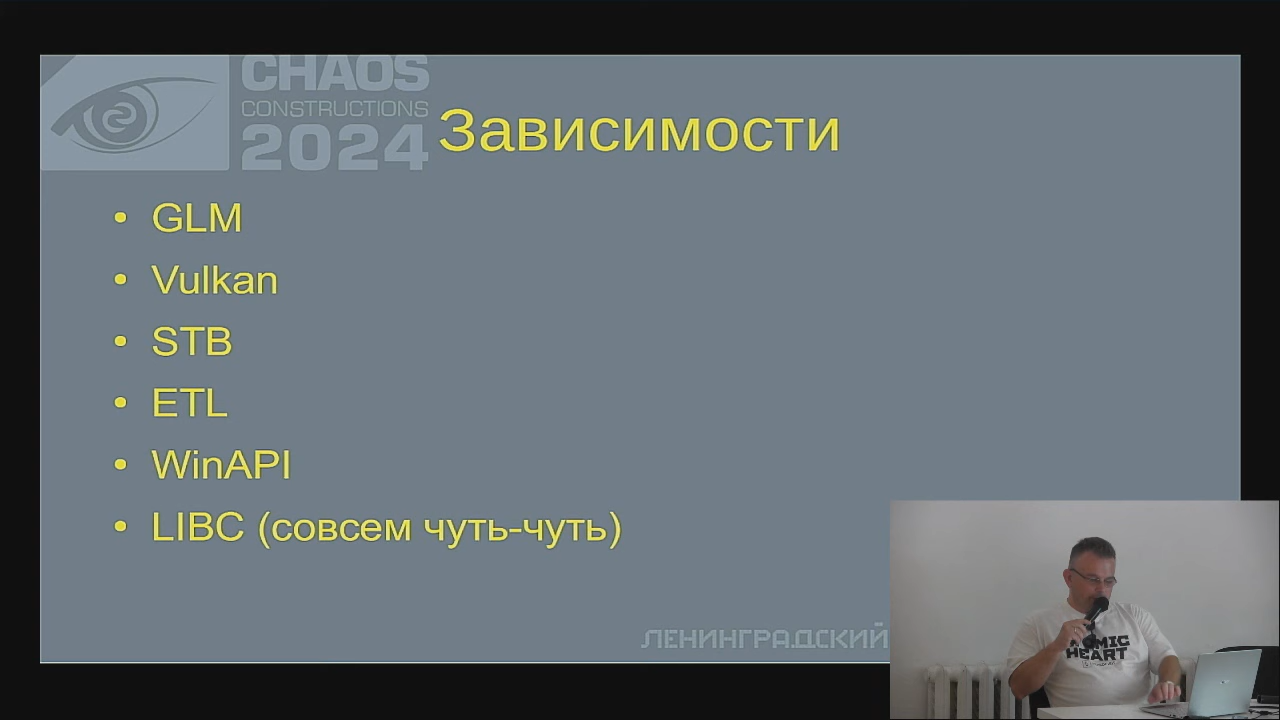 CHAOS
CONSTRUCTIONS
2024
Зависимости
• GLM
• Vulkan
• STB
• ETL
• WinAPI
• LIBC (совсем чуть-чуть)
ЛЕНИНГРАДСКИЙ
HEART